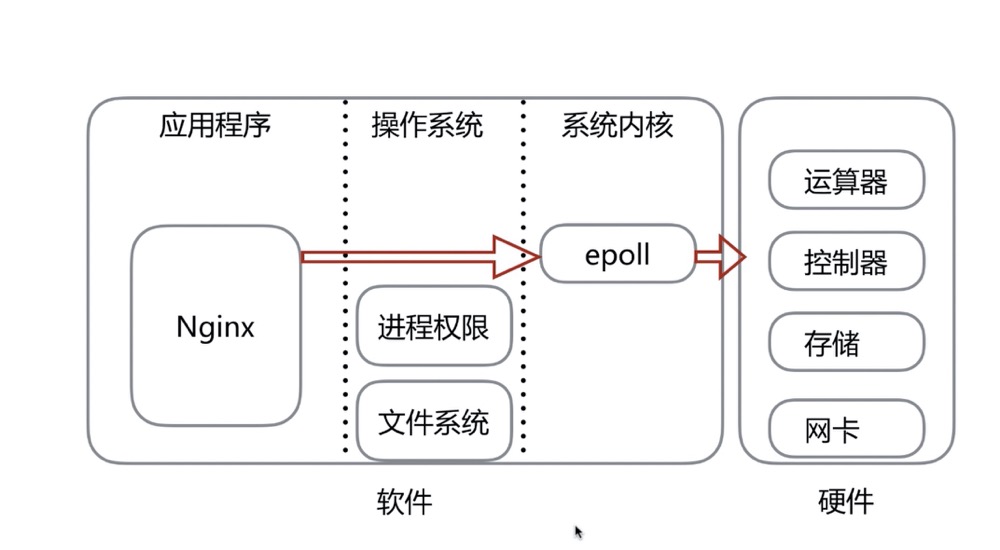 应用程序
操作系统
系统内核
Nginx
进程权限
文件系统
epoll
运算器
控制器
存储
网卡
软件
硬件